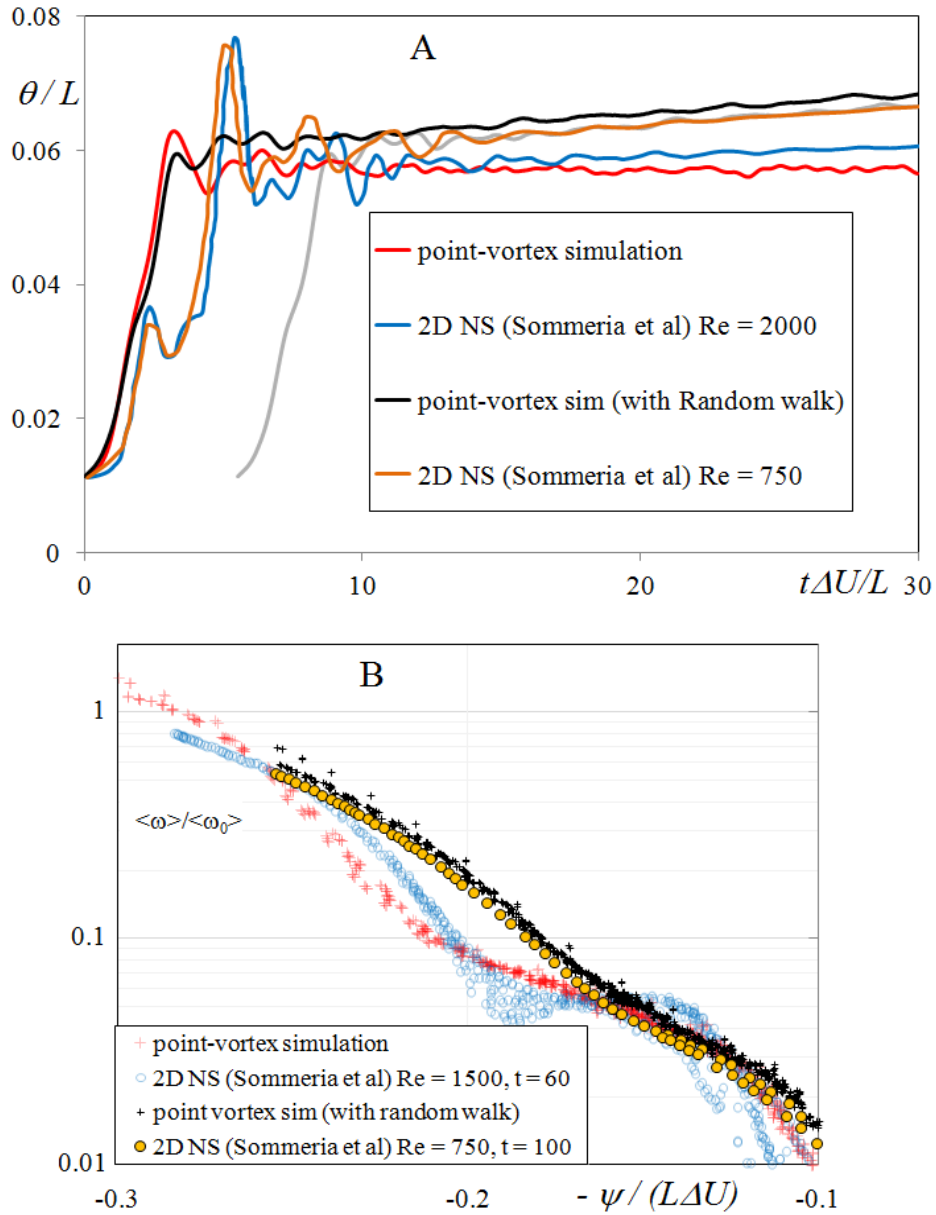 0.08
A
θ / L
0.06
0.04
0.02
0
point-vortex simulation
2D NS (Sommeria et al) Re = 2000
point-vortex sim (with Random walk)
2D NS (Sommeria et al) Re = 750
0 10 20 30
tΔU/L
B
1
<ω>/<ω0>
0.1
point-vortex simulation
2D NS (Sommeria et al) Re = 1500, t = 60
point vortex sim (with random walk)
2D NS (Sommeria et al) Re = 750, t = 100
0.01
-0.3 -0.2 -0.1
- ψ / (LΔU)